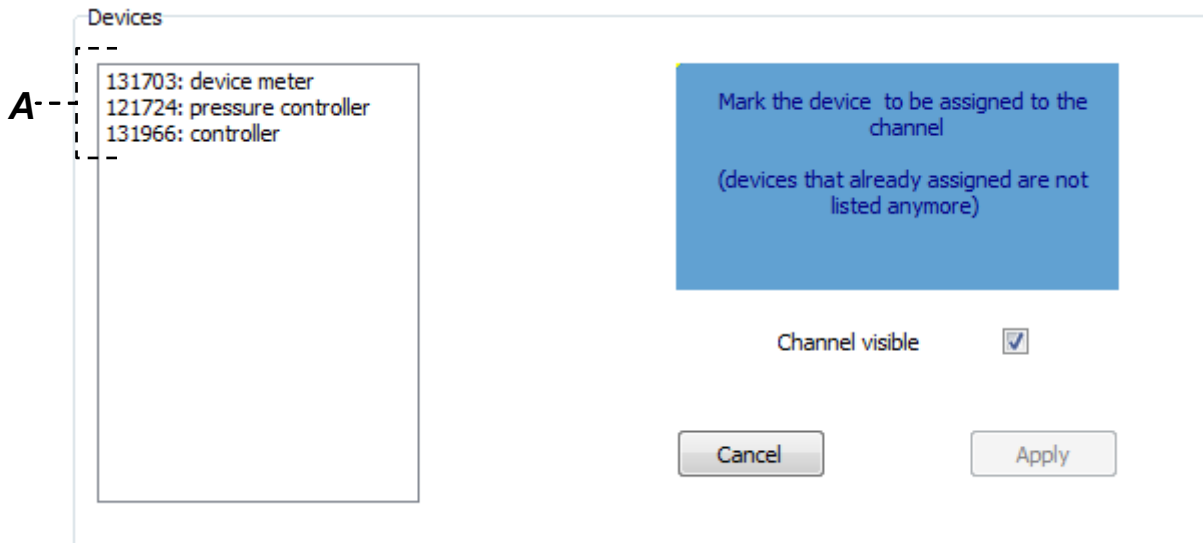 Devices
A
131703: device meter
121724: pressure controller
131966: controller
Mark the device  to be assigned to the
channel
(devices that already assigned are not
listed anymore)
Channel visible
Cancel
Apply